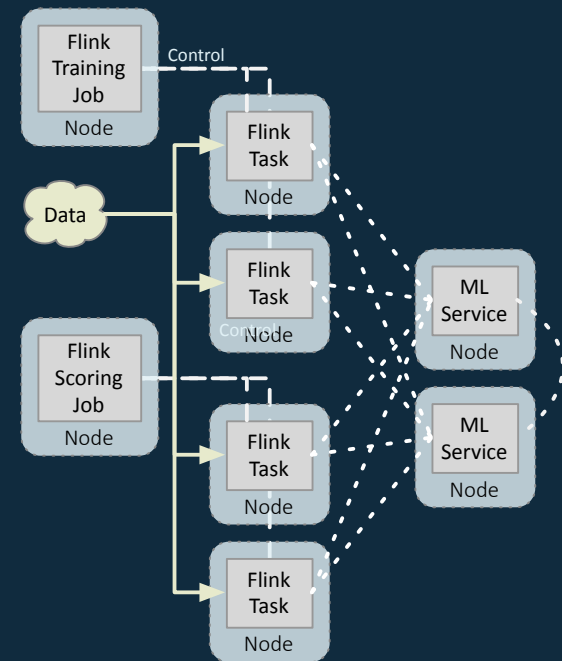 Flink
Training
Job
Node
Control
Flink
Task
Node
Data
Flink
Task
Node
Control
ML
Service
Node
Flink
Scoring
Job
Node
Flink
Task
Node
ML
Service
Node
Flink
Task
Node